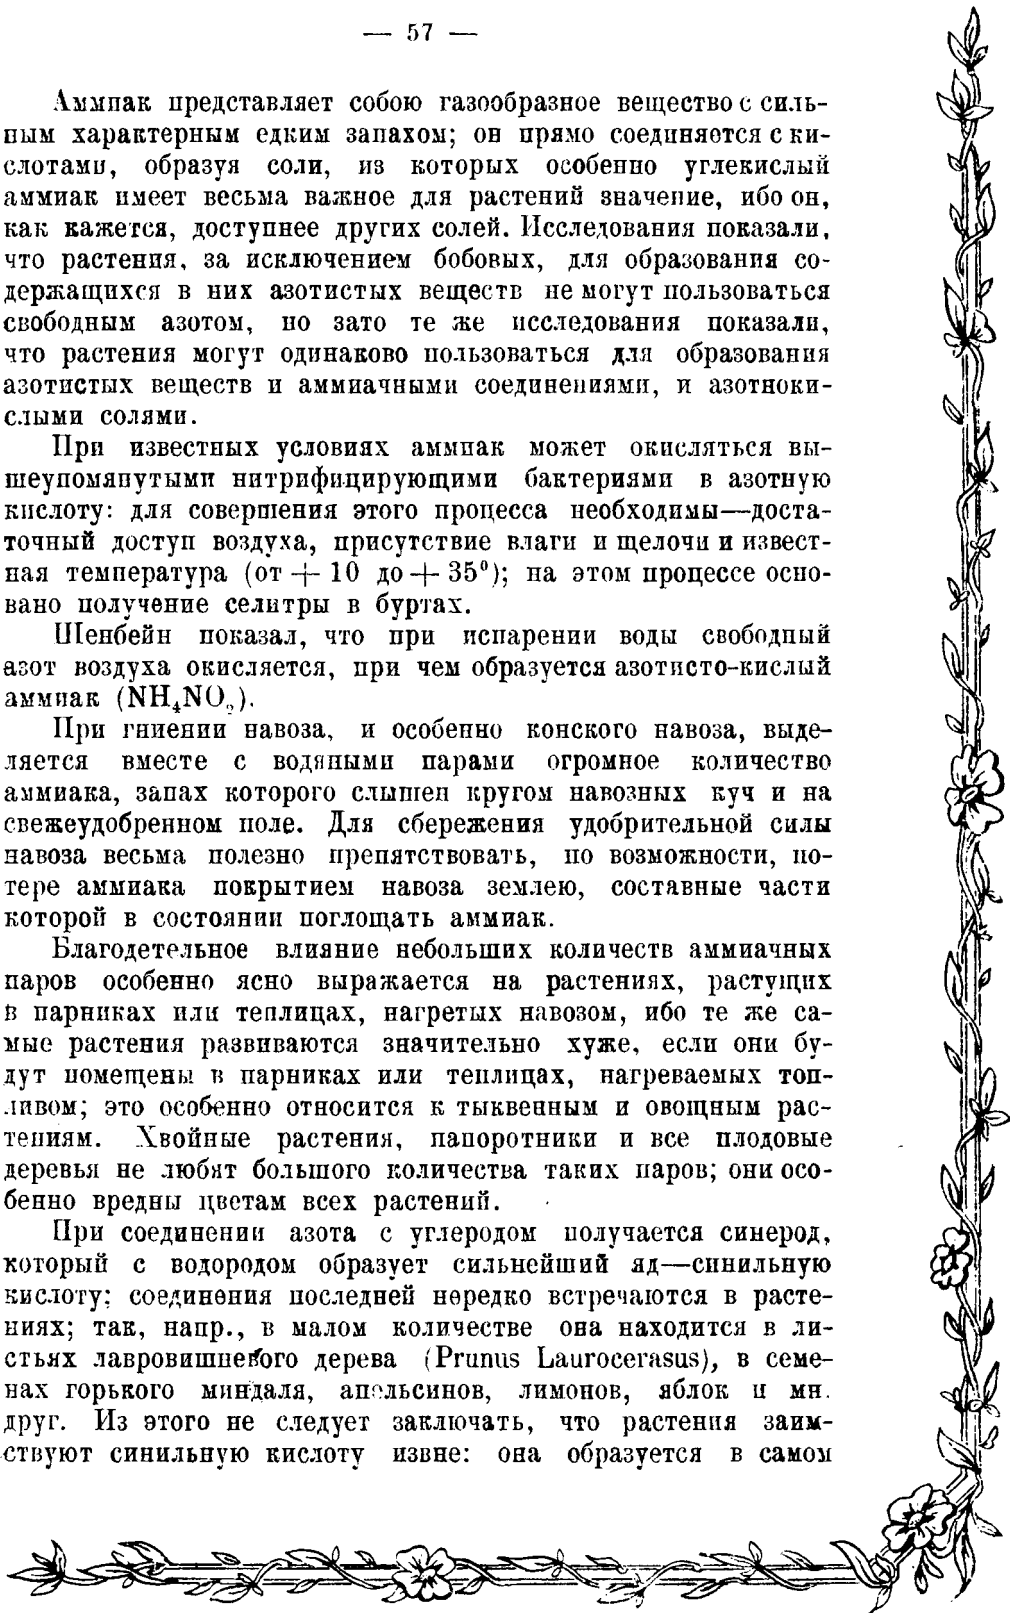 — 57 —
Аммиак представляет собою газообразное вещество с силь-
ным характерным едким запахом; он прямо соединяется с ки-
слотами, образуя соли, из которых особенно углекислый
аммиак имеет весьма важное для растений значение, ибо он,
как кажется, доступнее других солей. Исследования показали,
что растения, за исключением бобовых, для образования со-
держащихся в них азотистых веществ не могут пользоваться
свободным азотом, но зато те же исследования показали,
что растения могут одинаково пользоваться для образования
азотистых веществ и аммиачными соединениями, и азотноки-
слыми солями.
При известных условиях аммиак может окисляться вы-
шеупомянутыми нитрифицирующими бактериями в азотную
кислоту: для совершения этого процесса необходимы—доста-
точный доступ воздуха, присутствие влаги и щелочи и извест-
ная температура (от + 10 до + 35°); на этом процессе осно-
вано получение селитры в буртах.
Шенбейн показал, что при испарении воды свободный
азот воздуха окисляется, при чем образуется азотисто-кислый
аммиак (NH₄NO₂).
При гниении навоза, и особенно конского навоза, выде-
ляется вместе с водяными парами огромное количество
аммиака, запах которого слышен кругом навозных куч и на
свежеудобренном поле. Для сбережения удобрительной силы
навоза весьма полезно препятствовать, по возможности, по-
тере аммиака покрытием навоза землею, составные части
которой в состоянии поглощать аммиак.
Благодетельное влияние небольших количеств аммиачных
паров особенно ясно выражается на растениях, растущих
в парниках или теплицах, нагретых навозом, ибо те же са-
мые растения развиваются значительно хуже, если они бу-
дут помещены в парниках или теплицах, нагреваемых топ-
ливом; это особенно относится к тыквенным и овощным рас-
тениям. Хвойные растения, папоротники и все плодовые
деревья не любят большого количества таких паров; они осо-
бенно вредны цветам всех растений.
При соединении азота с углеродом получается синерод,
который с водородом образует сильнейший яд—синильную
кислоту; соединения последней нередко встречаются в расте-
ниях; так, напр., в малом количестве она находится в ли-
стьях лавровишневого дерева (Prunus Laurocerasus), в семе-
нах горького миндаля, апельсинов, лимонов, яблок и мн.
друг. Из этого не следует заключать, что растения заим-
ствуют синильную кислоту извне: она образуется в самом